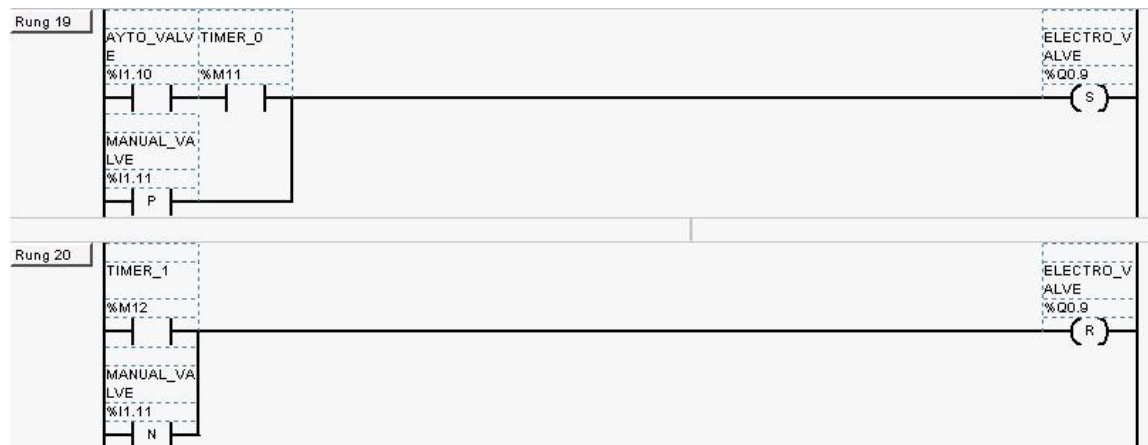 Rung 19
AYTO_VALV TIMER_0 ELECTRO_V
E ALVE
%I1.10 %M11 %Q0.9
S
MANUAL_VA
LVE
%I1.11
P
Rung 20
TIMER_1 ELECTRO_V
ALVE
%M12 %Q0.9
R
MANUAL_VA
LVE
%I1.11
N